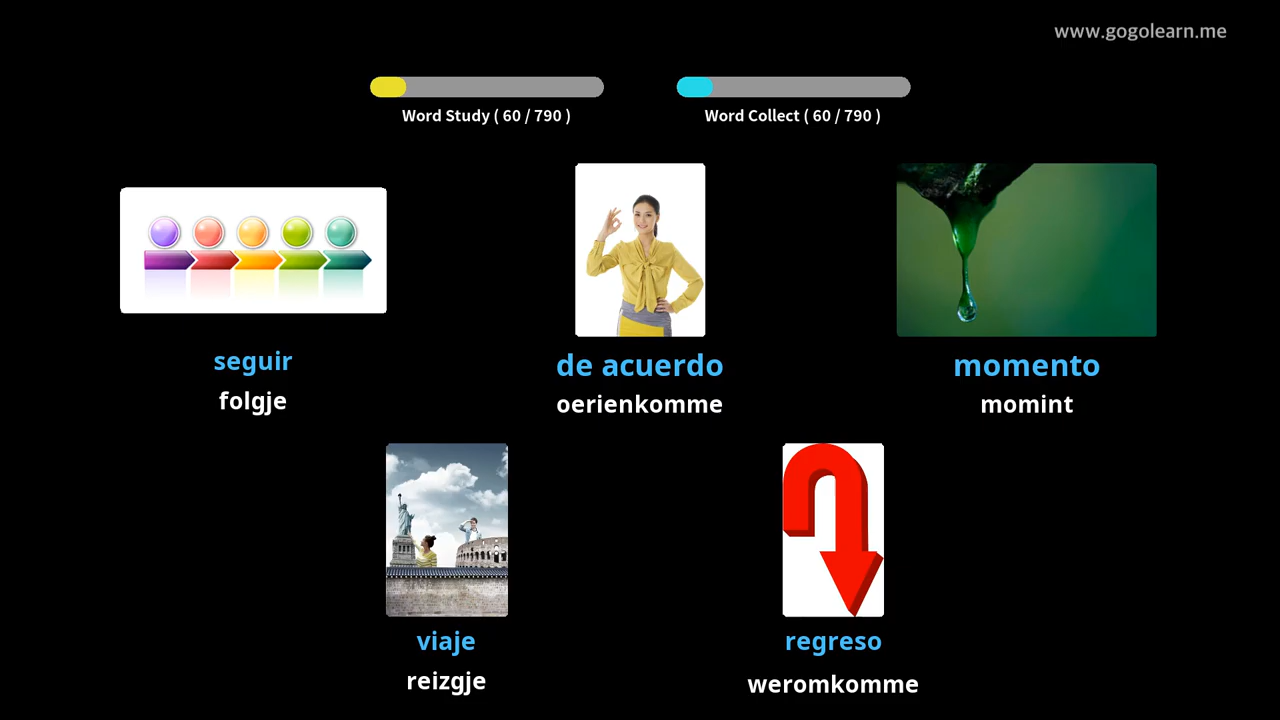 www.gogolearn.me
Word Study ( 60 / 790 )
Word Collect ( 60 / 790 )
seguir
folgje
de acuerdo
oerienkomme
momento
momint
viaje
reizgje
regreso
weromkomme